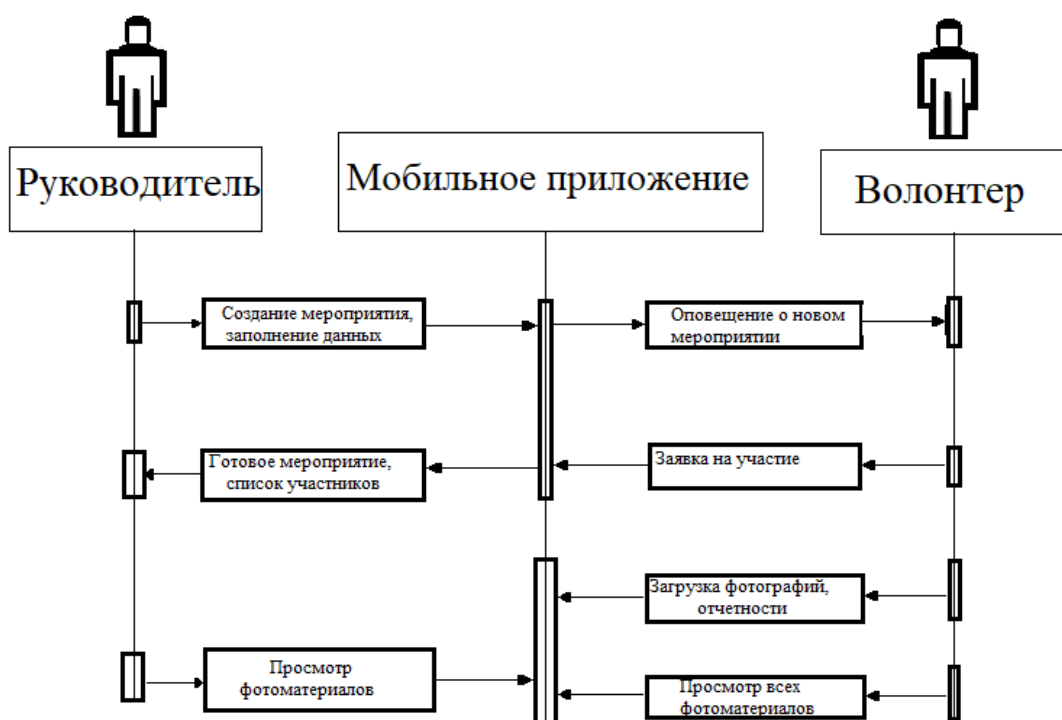 Руководитель
Мобильное приложение
Волонтер
Создание мероприятия,
заполнение данных
Оповещение о новом
мероприятии
Готовое мероприятие,
список участников
Заявка на участие
Загрузка фотографий,
отчетности
Просмотр
фотоматериалов
Просмотр всех
фотоматериалов